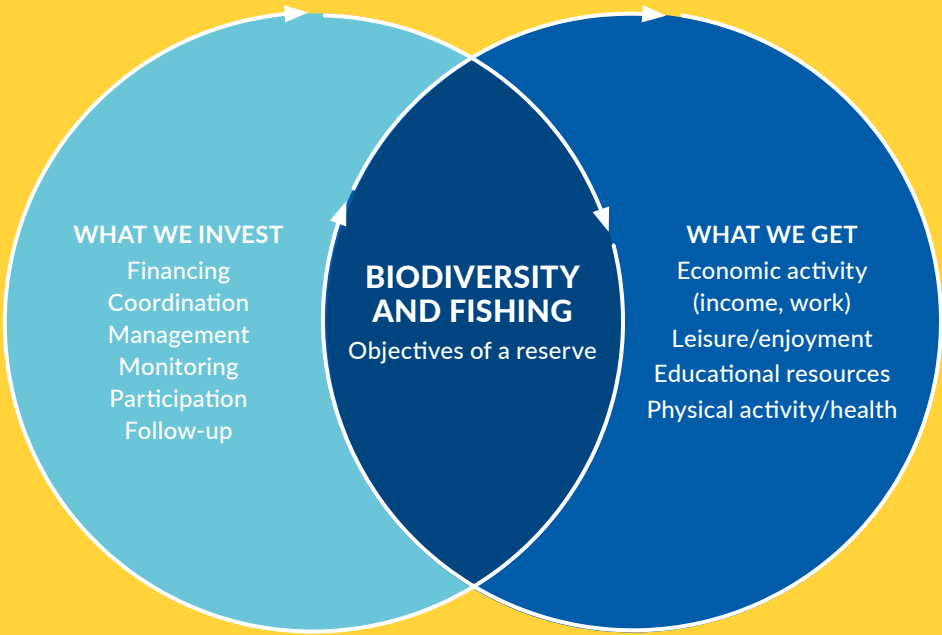 WHAT WE INVEST
Financing
Coordination
Management
Monitoring
Participation
Follow-up
BIODIVERSITY
AND FISHING
Objectives of a reserve
WHAT WE GET
Economic activity
(income, work)
Leisure/enjoyment
Educational resources
Physical activity/health